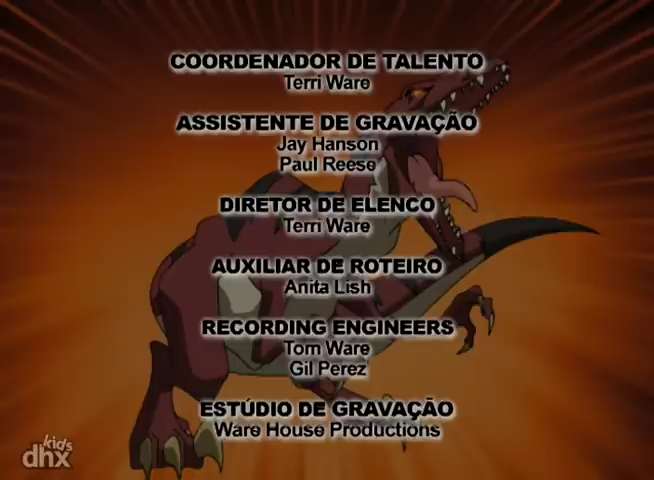 COORDENADOR DE TALENTO
Terri Ware
ASSISTENTE DE GRAVAÇÃO
Jay Hanson
Paul Reese
DIRETOR DE ELENCO
Terri Ware
AUXILIAR DE ROTEIRO
Anita Lish
RECORDING ENGINEERS
Tom Ware
Gil Perez
ESTÚDIO DE GRAVAÇÃO
Ware House Productions
kids
dhx